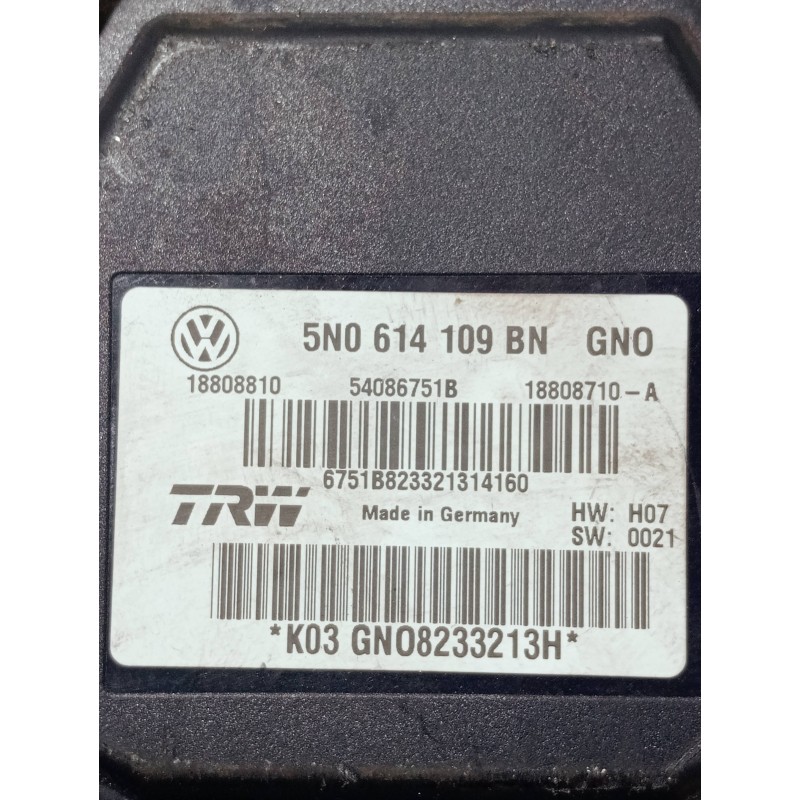 5N0 614 109 BN GNO
18808810 54086751B 18808710-A
6751B823321314160
TRW Made in Germany HW: H07
SW: 0021
*K03 GNO8233213H*